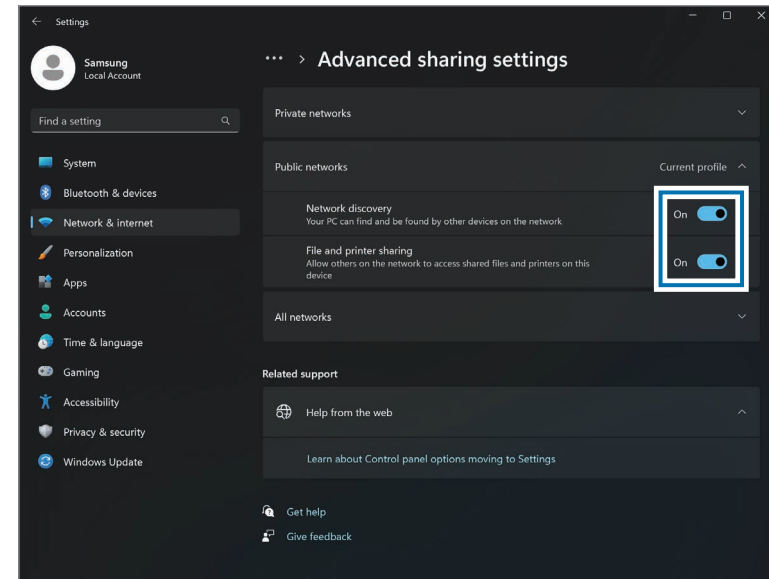 Settings
Samsung
Local Account
Find a setting
System
Bluetooth & devices
Network & internet
Personalization
Apps
Accounts
Time & language
Gaming
Accessibility
Privacy & security
Windows Update
··· > Advanced sharing settings
Private networks
Public networks Current profile
Network discovery
Your PC can find and be found by other devices on the network
On
File and printer sharing
Allow others on the network to access shared files and printers on this
device
On
All networks
Related support
Help from the web
Learn about Control panel options moving to Settings
Get help
Give feedback